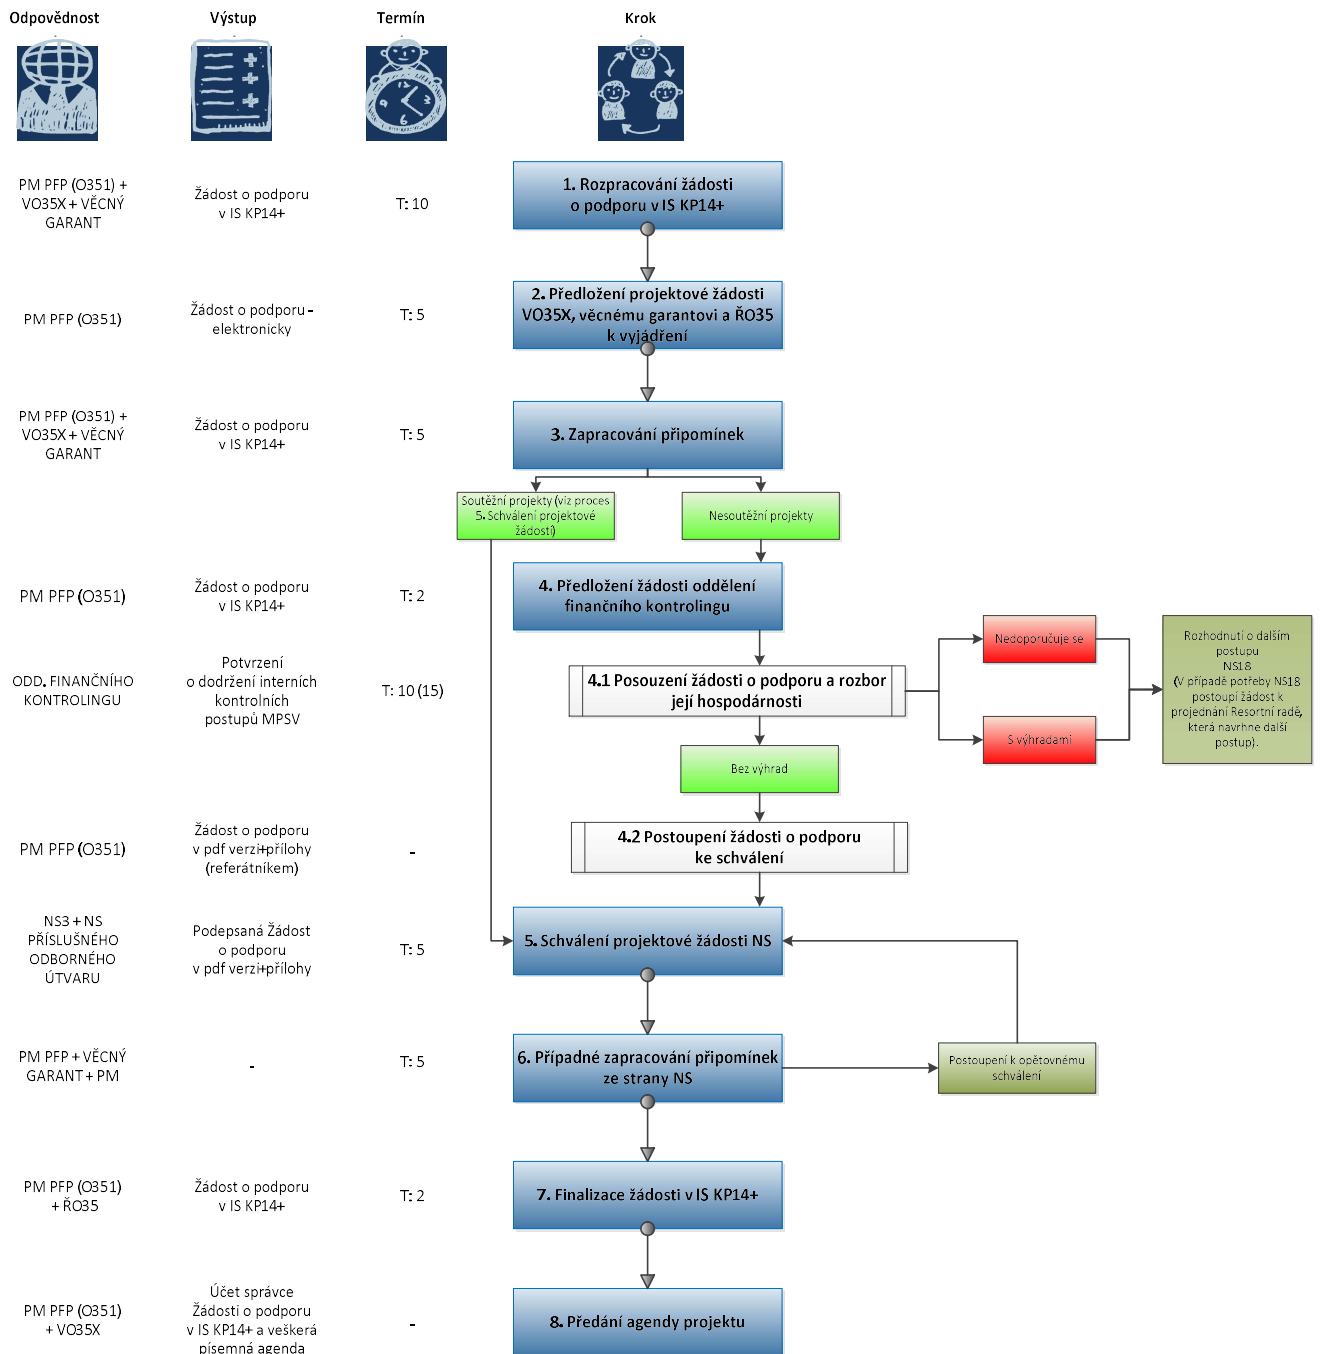 Odpovědnost
Výstup
Termín
Krok
PM PFP (O351) +
VO35X + VĚCNÝ
GARANT
Žádost o podporu
v IS KP14+
T: 10
1. Rozpracování žádosti
o podporu v IS KP14+
PM PFP (O351)
Žádost o podporu -
elektronicky
T: 5
2. Předložení projektové žádosti
VO35X, věcnému garantovi a ŘO35
k vyjádření
PM PFP (O351) +
VO35X + VĚCNÝ
GARANT
Žádost o podporu
v IS KP14+
T: 5
3. Zapracování připomínek
Soutěžní projekty (viz proces
5. Schválení projektové
žádosti)
Nesoutěžní projekty
PM PFP (O351)
Žádost o podporu
v IS KP14+
T: 2
4. Předložení žádosti oddělení
finančního kontrolingu
ODD. FINANČNÍHO
KONTROLINGU
Potvrzení
o dodržení interních
kontrolních
postupů MPSV
T: 10 (15)
4.1 Posouzení žádosti o podporu a rozbor
její hospodárnosti
Nedoporučuje se
S výhradami
Rozhodnutí o dalším
postupu
NS18
(V případě potřeby NS18
postoupí žádost k
projednání Resortní radě,
která navrhne další
postup).
Bez výhrad
PM PFP (O351)
Žádost o podporu
v pdf verzi+přílohy
(referátníkem)
-
4.2 Postoupení žádosti o podporu
ke schválení
NS3 + NS
PŘÍSLUŠNÉHO
ODBORNÉHO
ÚTVARU
Podepsaná Žádost
o podporu
v pdf verzi+přílohy
T: 5
5. Schválení projektové žádosti NS
PM PFP + VĚCNÝ
GARANT + PM
-
T: 5
6. Případné zapracování připomínek
ze strany NS
Postoupení k opětovnému
schválení
PM PFP (O351)
+ ŘO35
Žádost o podporu
v IS KP14+
T: 2
7. Finalizace žádosti v IS KP14+
PM PFP (O351)
+ VO35X
Účet správce
Žádosti o podporu
v IS KP14+ a veškerá
písemná agenda
-
8. Předání agendy projektu